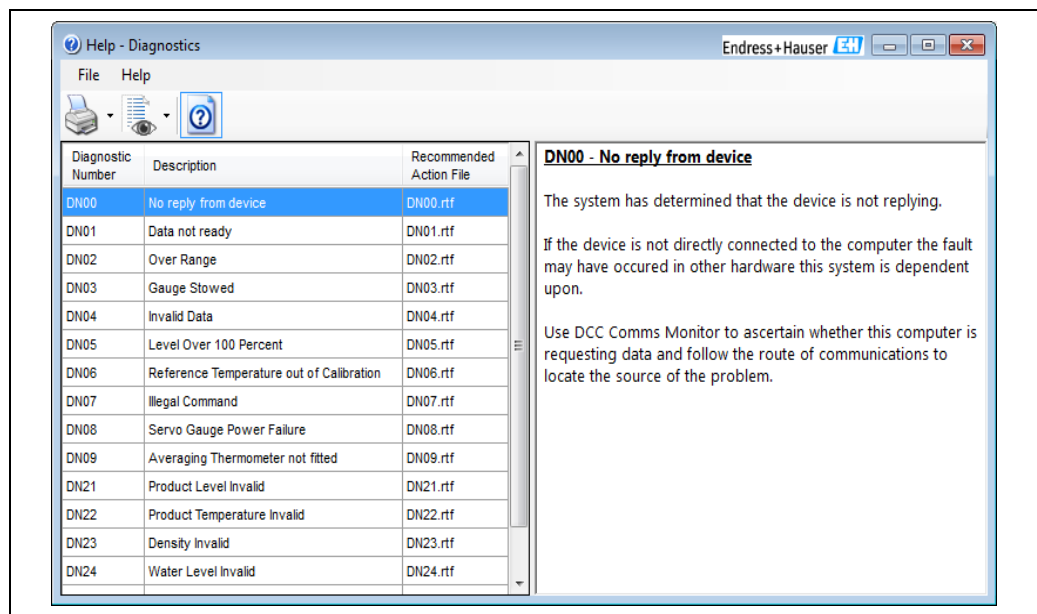 Help - Diagnostics
Endress+Hauser EH
File Help
Diagnostic Number Description Recommended Action File
DN00 No reply from device DN00.rtf
DN01 Data not ready DN01.rtf
DN02 Over Range DN02.rtf
DN03 Gauge Stowed DN03.rtf
DN04 Invalid Data DN04.rtf
DN05 Level Over 100 Percent DN05.rtf
DN06 Reference Temperature out of Calibration DN06.rtf
DN07 Illegal Command DN07.rtf
DN08 Servo Gauge Power Failure DN08.rtf
DN09 Averaging Thermometer not fitted DN09.rtf
DN21 Product Level Invalid DN21.rtf
DN22 Product Temperature Invalid DN22.rtf
DN23 Density Invalid DN23.rtf
DN24 Water Level Invalid DN24.rtf
DN00 - No reply from device
The system has determined that the device is not replying.
If the device is not directly connected to the computer the fault
may have occured in other hardware this system is dependent
upon.
Use DCC Comms Monitor to ascertain whether this computer is
requesting data and follow the route of communications to
locate the source of the problem.